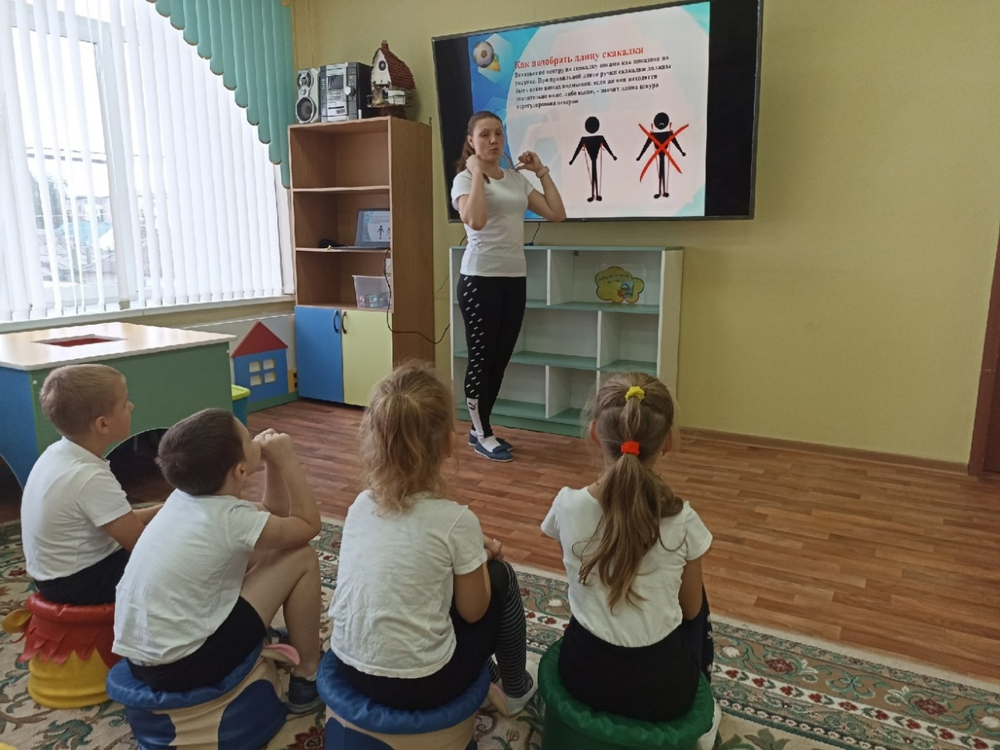 Как подобрать длину скакалки
Встаньте по центру на скакалку ногами как показано на
рисунке. При правильной длине ручки скакалки должны
быть возле ваших подмышек, если же они находятся
значительно ниже, либо выше, – значит длина шнура
отрегулирована неверно